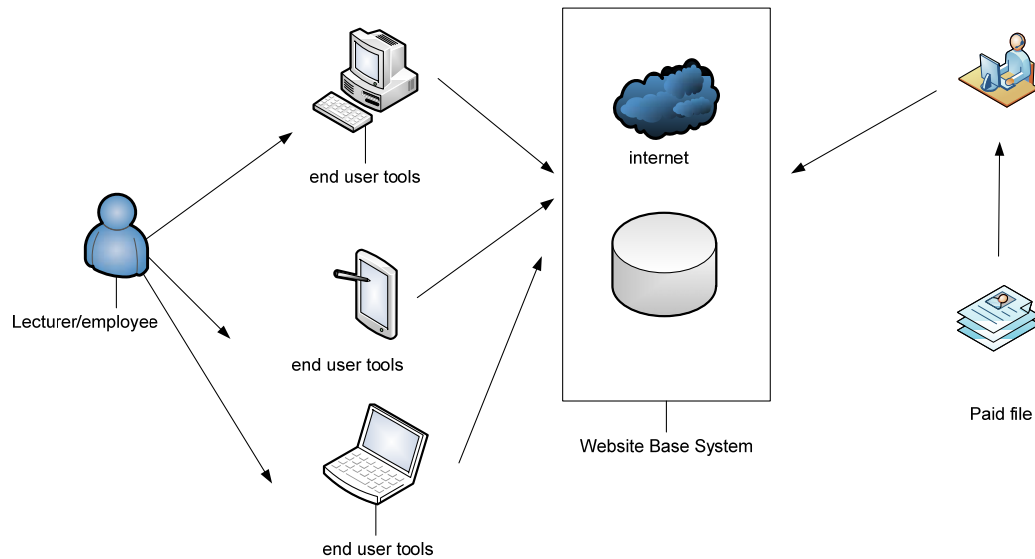 internet
end user tools
Lecturer/employee
end user tools
Paid file
Website Base System
end user tools